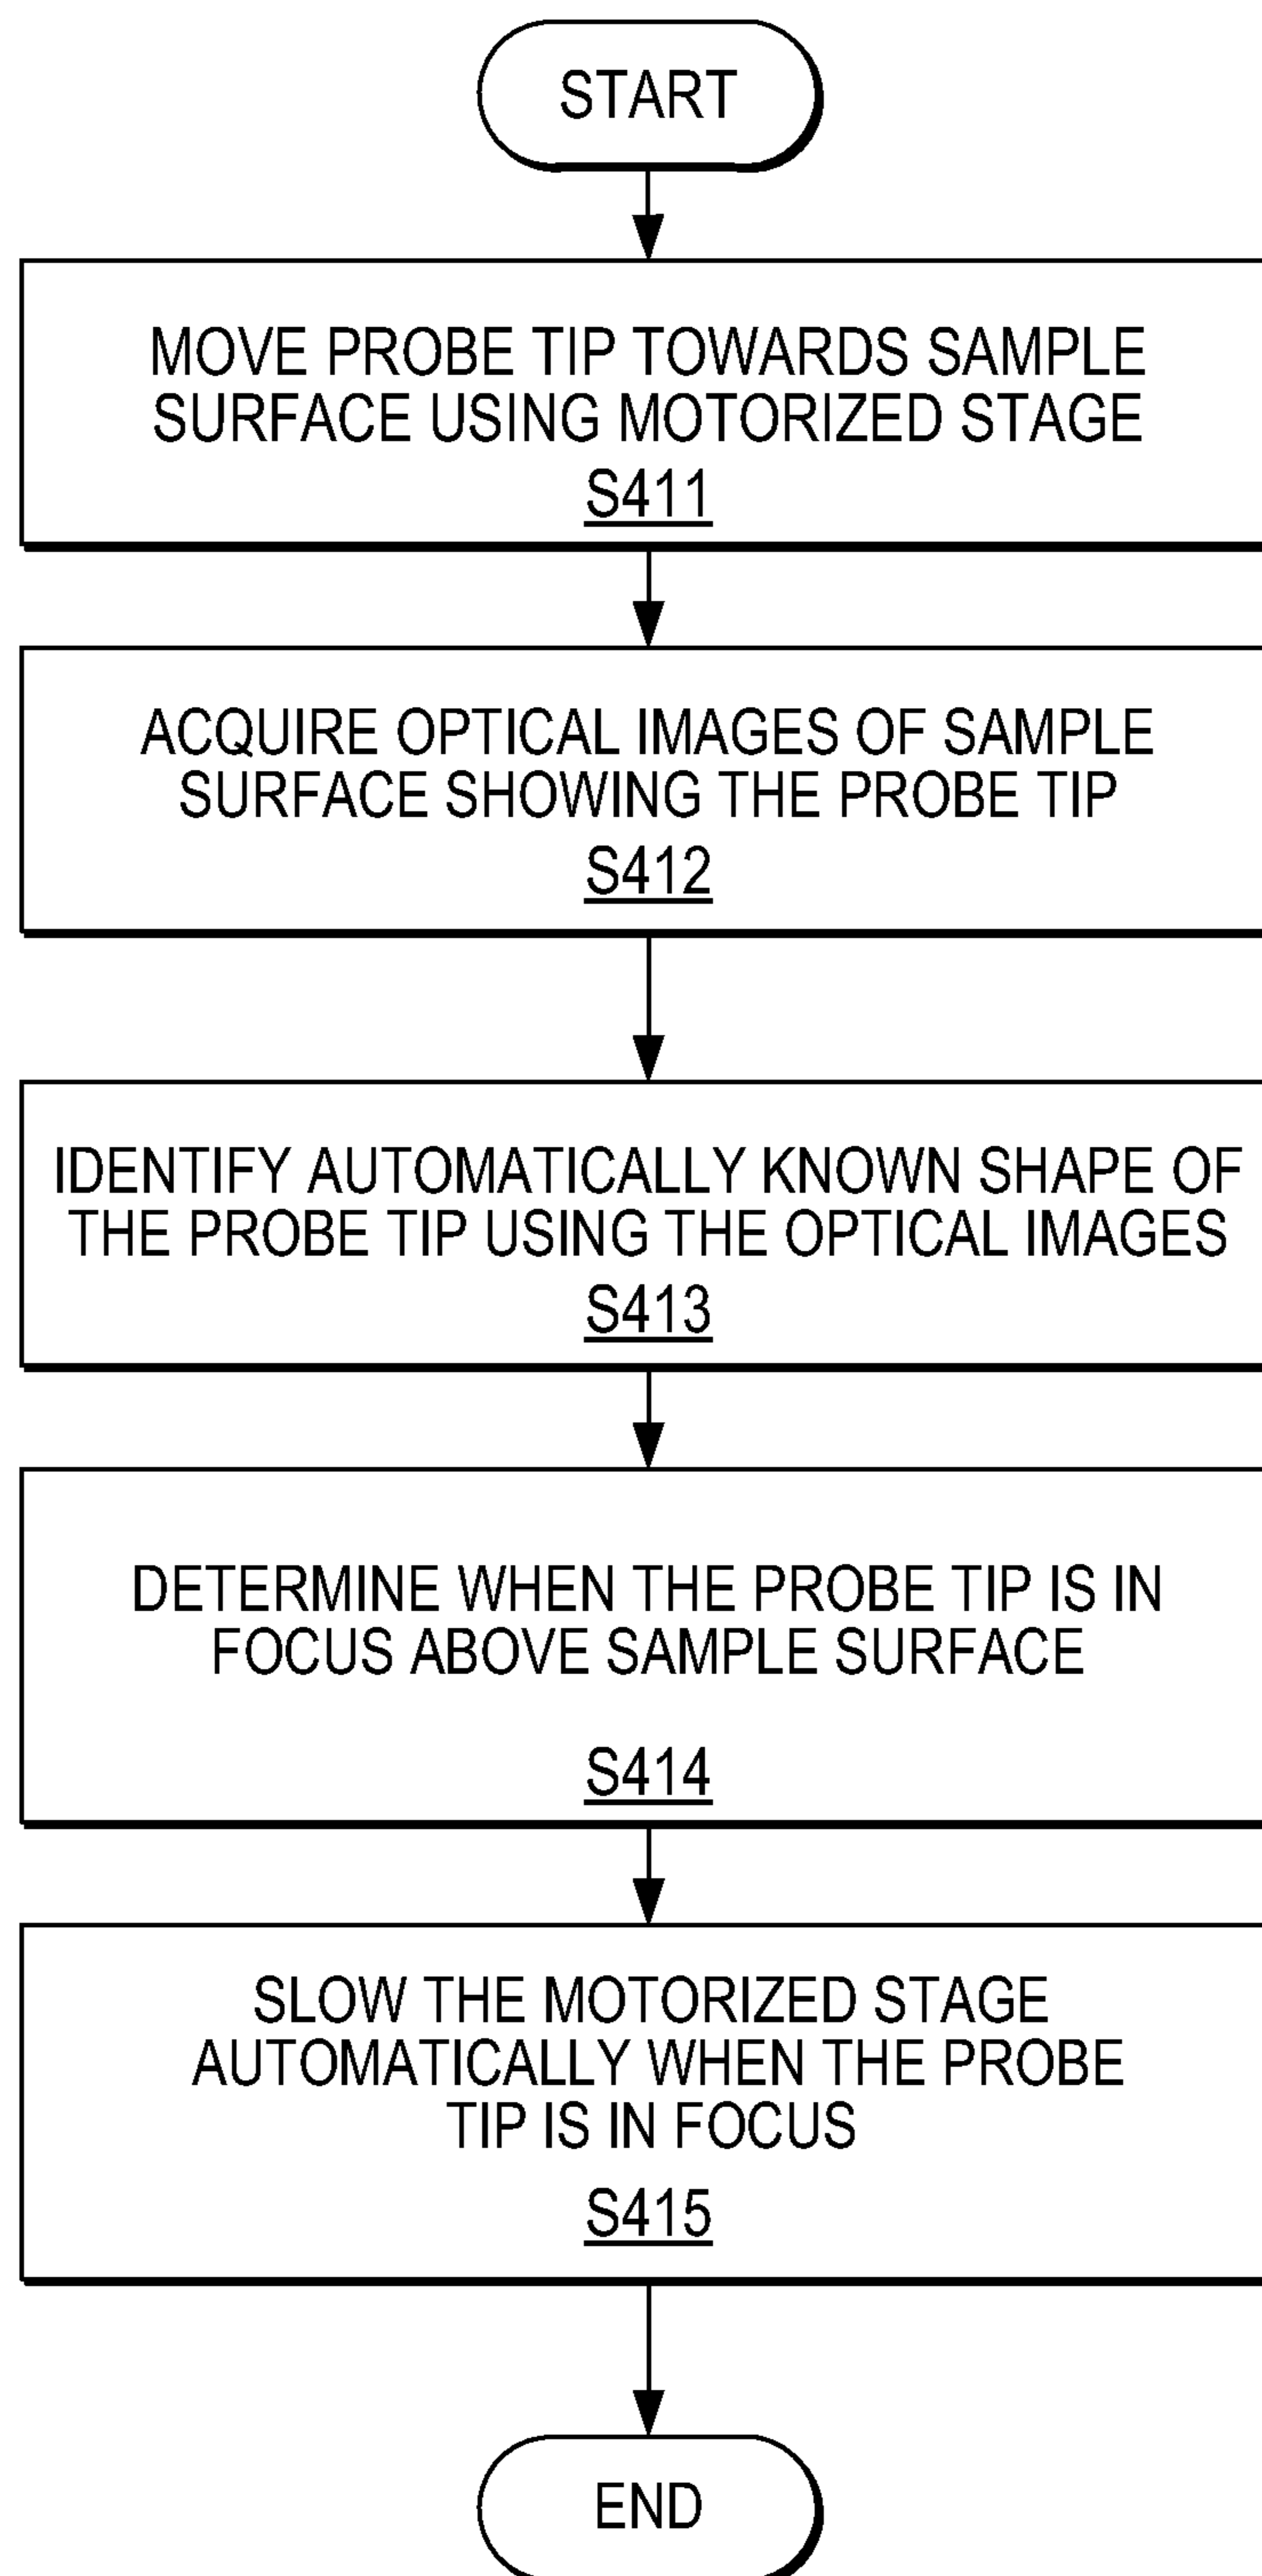 START
MOVE PROBE TIP TOWARDS SAMPLE
SURFACE USING MOTORIZED STAGE
S411
ACQUIRE OPTICAL IMAGES OF SAMPLE
SURFACE SHOWING THE PROBE TIP
S412
IDENTIFY AUTOMATICALLY KNOWN SHAPE OF
THE PROBE TIP USING THE OPTICAL IMAGES
S413
DETERMINE WHEN THE PROBE TIP IS IN
FOCUS ABOVE SAMPLE SURFACE
S414
SLOW THE MOTORIZED STAGE
AUTOMATICALLY WHEN THE PROBE
TIP IS IN FOCUS
S415
END